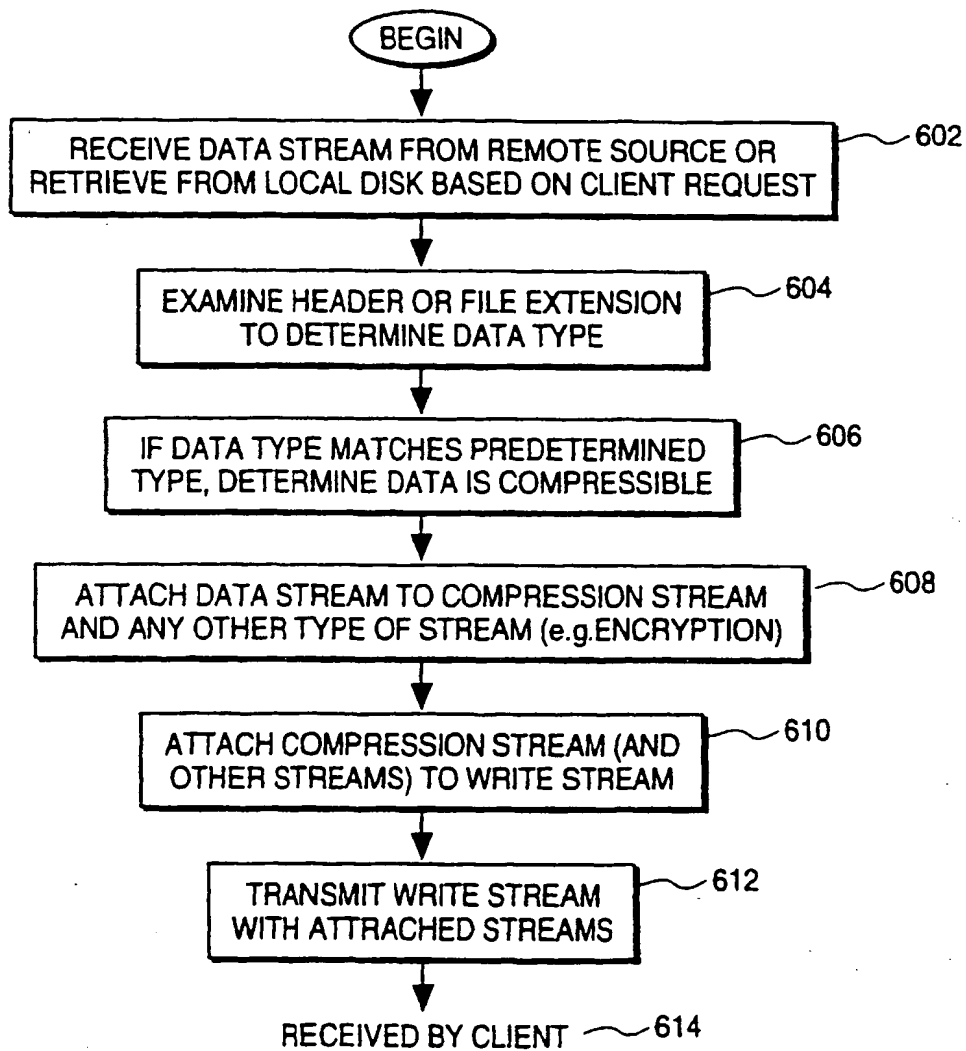 BEGIN
RECEIVE DATA STREAM FROM REMOTE SOURCE OR
RETRIEVE FROM LOCAL DISK BASED ON CLIENT REQUEST
602
EXAMINE HEADER OR FILE EXTENSION
TO DETERMINE DATA TYPE
604
IF DATA TYPE MATCHES PREDETERMINED
TYPE, DETERMINE DATA IS COMPRESSIBLE
606
ATTACH DATA STREAM TO COMPRESSION STREAM
AND ANY OTHER TYPE OF STREAM (e.g.ENCRYPTION)
608
ATTACH COMPRESSION STREAM (AND
OTHER STREAMS) TO WRITE STREAM
610
TRANSMIT WRITE STREAM
WITH ATTRACHED STREAMS
612
RECEIVED BY CLIENT
614